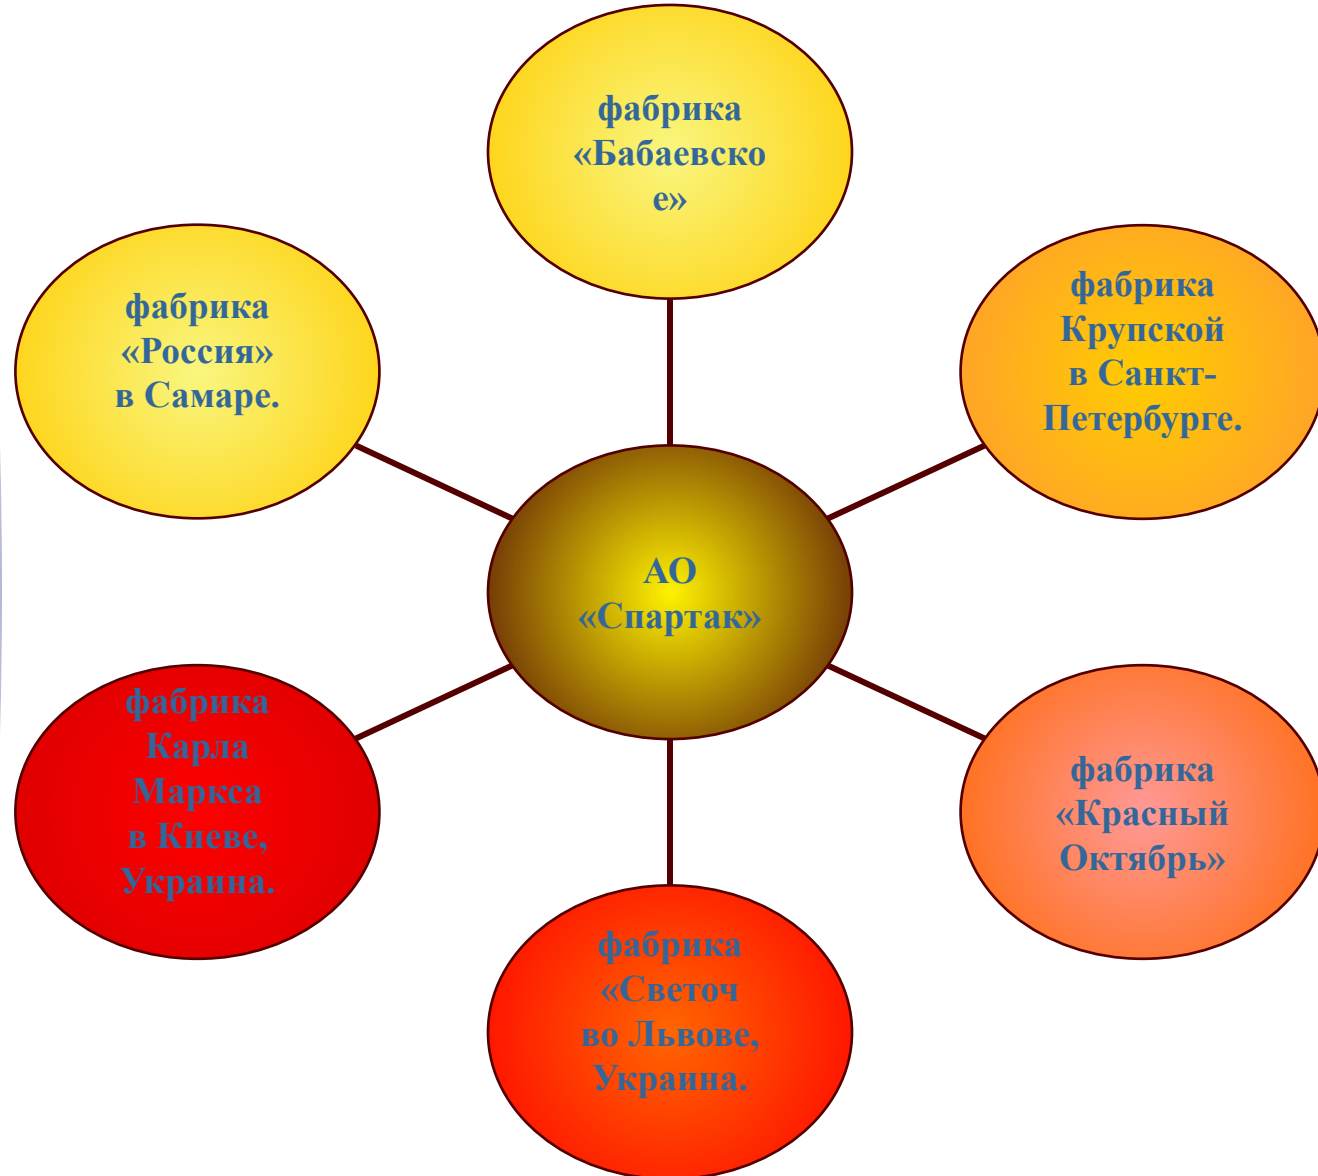 фабрика
«Бабаевско
е»
фабрика
«Россия»
в Самаре.
фабрика
Крупской
в Санкт-
Петербурге.
АО
«Спартак»
фабрика
Карла
Маркса
в Киеве,
Украина.
фабрика
«Красный
Октябрь»
фабрика
«Светоч
во Львове,
Украина.